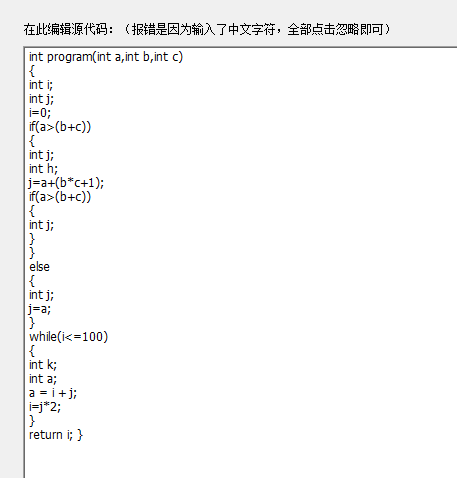 在此编辑源代码：（报错是因为输入了中文字符，全部点击忽略即可）
int program(int a,int b,int c)
{
int i;
int j;
i=0;
if(a>(b+c))
{
int j;
int h;
j=a+(b*c+1);
if(a>(b+c))
{
int j;
}
}
else
{
int j;
j=a;
}
while(i<=100)
{
int k;
int a;
a = i + j;
i=j*2;
}
return i; }